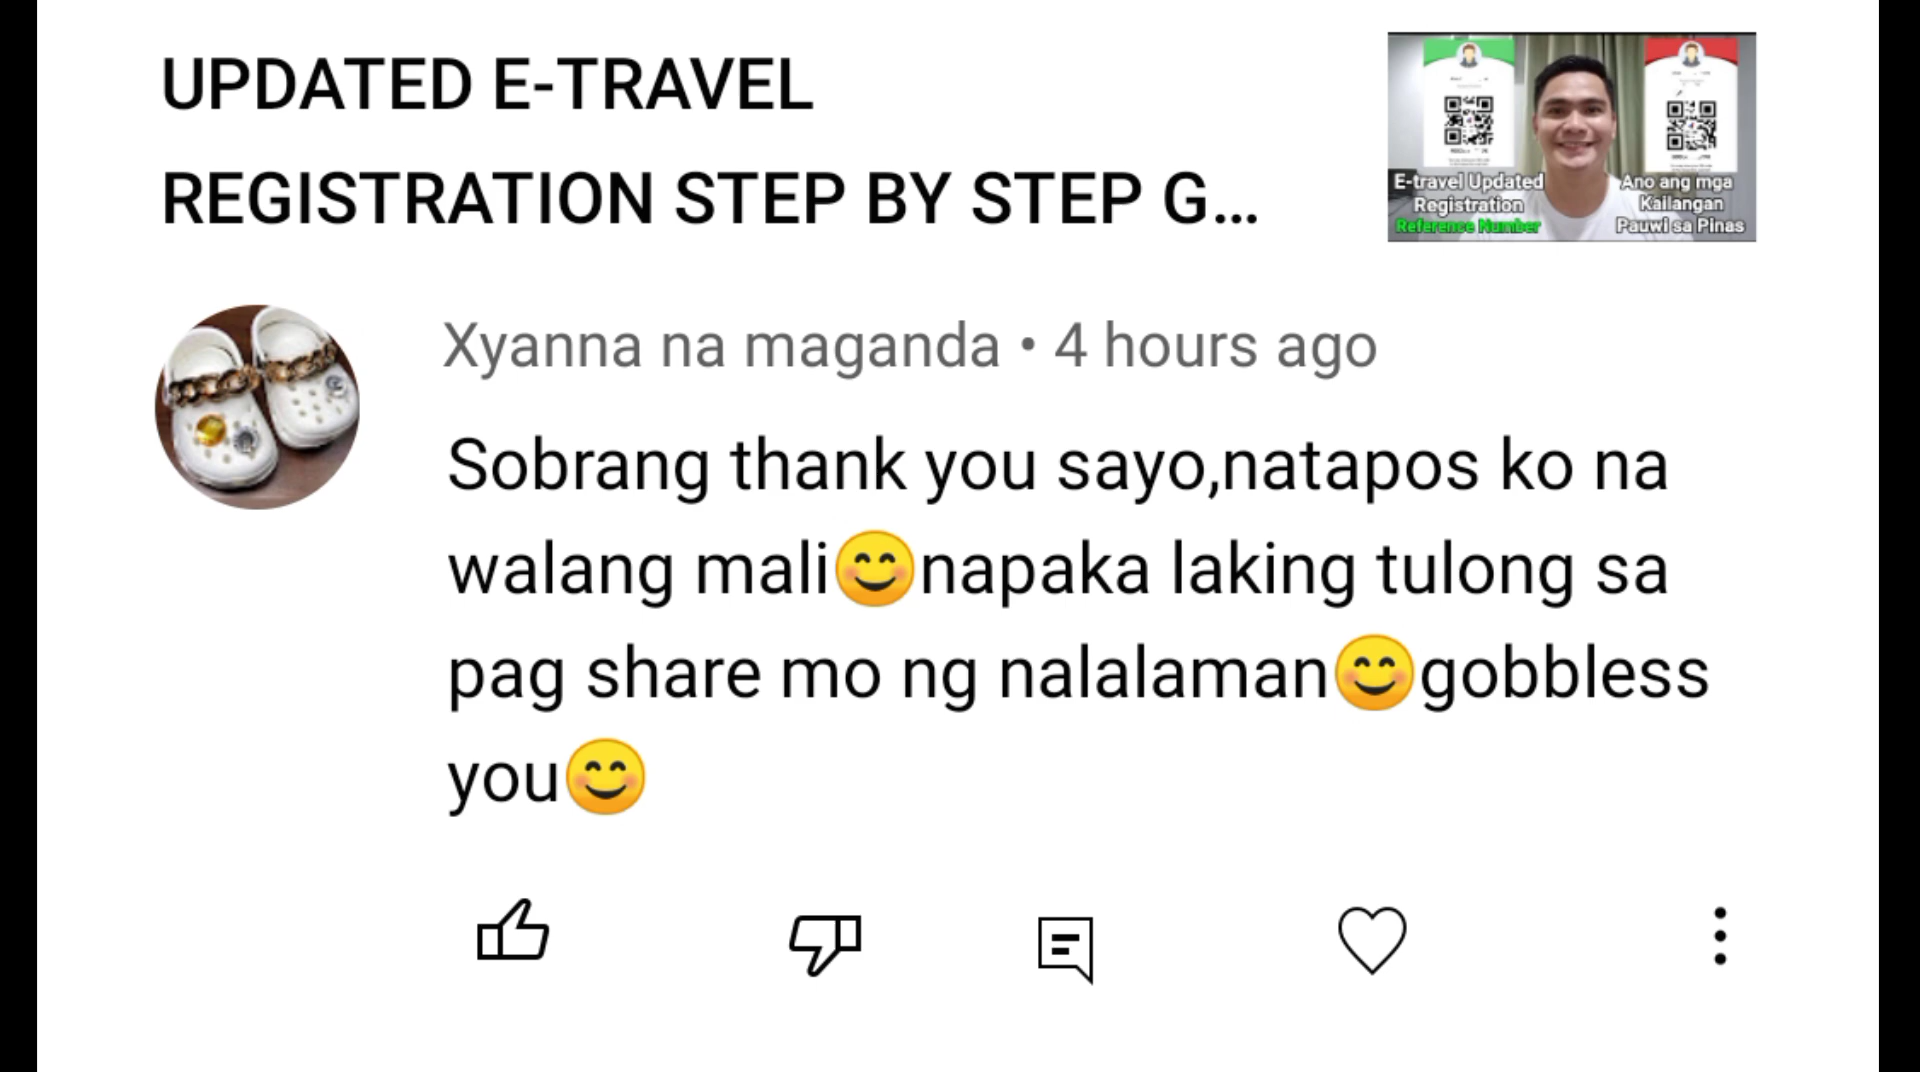 UPDATED E-TRAVEL
REGISTRATION STEP BY STEP G...
E-travel Updated
Registration
Reference Number
Ano ang mga
Kailangan
Pauwi sa Pinas
Xyanna na maganda • 4 hours ago
Sobrang thank you sayo,natapos ko na
walang mali😊napaka laking tulong sa
pag share mo ng nalalaman😊gobbless
you😊